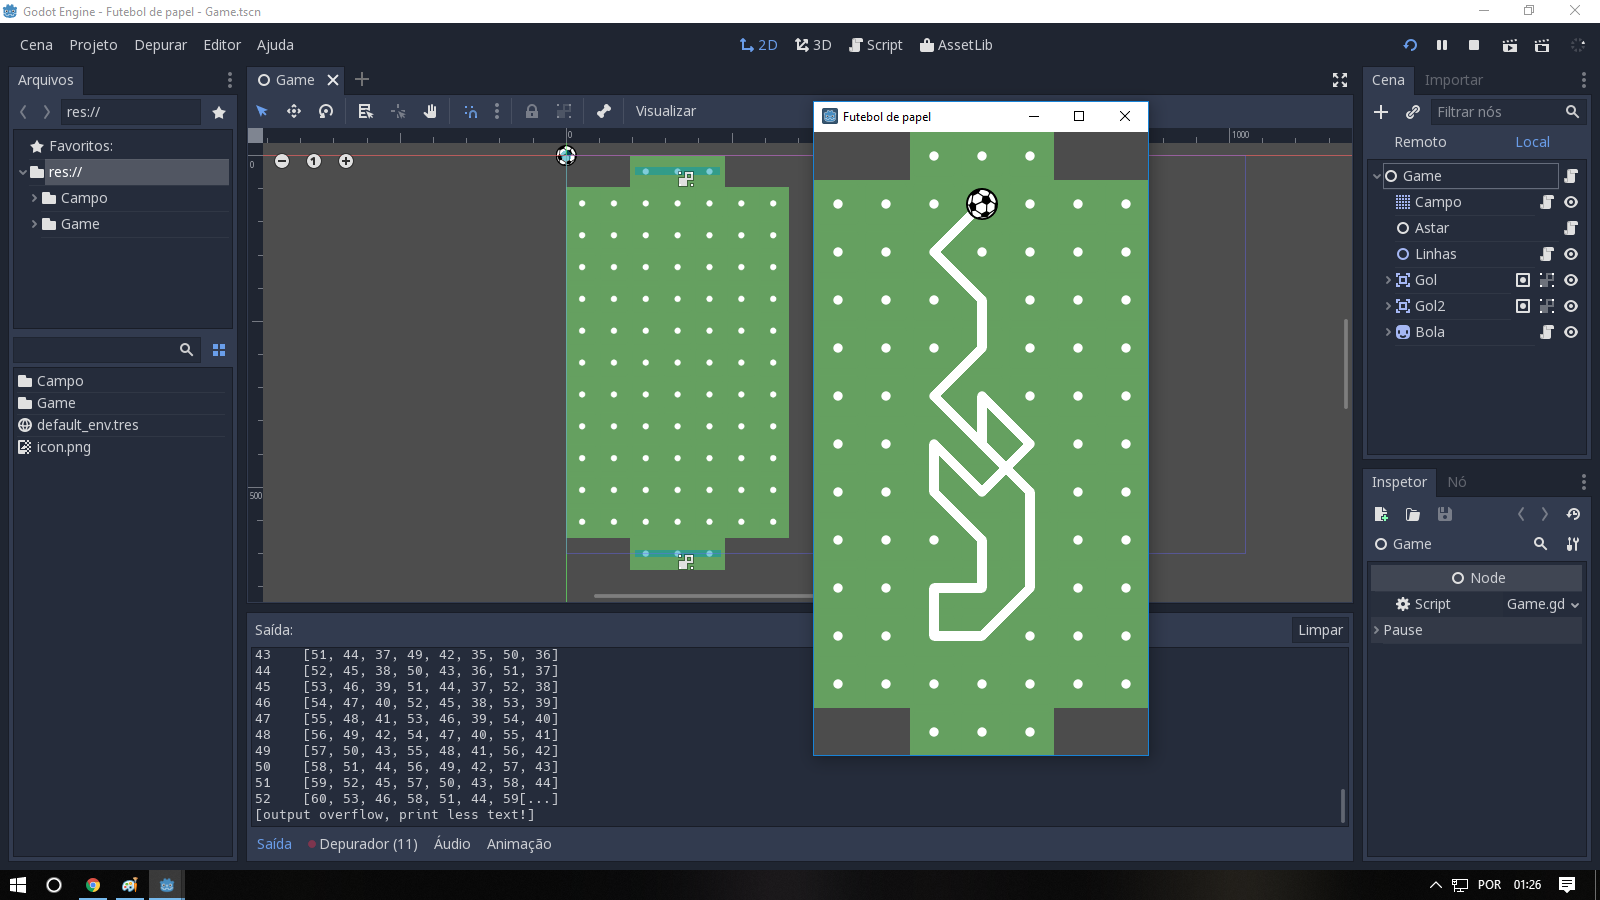 Godot Engine - Futebol de papel - Game.tscn
Cena Projeto Depurar Editor Ajuda
2D 3D Script AssetLib
Arquivos
res://
Favoritos:
res://
Campo
Game
Campo
Game
default_env.tres
icon.png
Game
Visualizar
0 1000
0
500
Futebol de papel
Saída:
Limpar
43 [51, 44, 37, 49, 42, 35, 50, 36]
44 [52, 45, 38, 50, 43, 36, 51, 37]
45 [53, 46, 39, 51, 44, 37, 52, 38]
46 [54, 47, 40, 52, 45, 38, 53, 39]
47 [55, 48, 41, 53, 46, 39, 54, 40]
48 [56, 49, 42, 54, 47, 40, 55, 41]
49 [57, 50, 43, 55, 48, 41, 56, 42]
50 [58, 51, 44, 56, 49, 42, 57, 43]
51 [59, 52, 45, 57, 50, 43, 58, 44]
52 [60, 53, 46, 58, 51, 44, 59[...]
[output overflow, print less text!]
Saída Depurador (11) Áudio Animação
Cena Importar
Filtrar nós
Remoto Local
Game
Campo
Astar
Linhas
Gol
Gol2
Bola
Inspetor Nó
Game
Node
Script Game.gd
Pause
POR 01:26